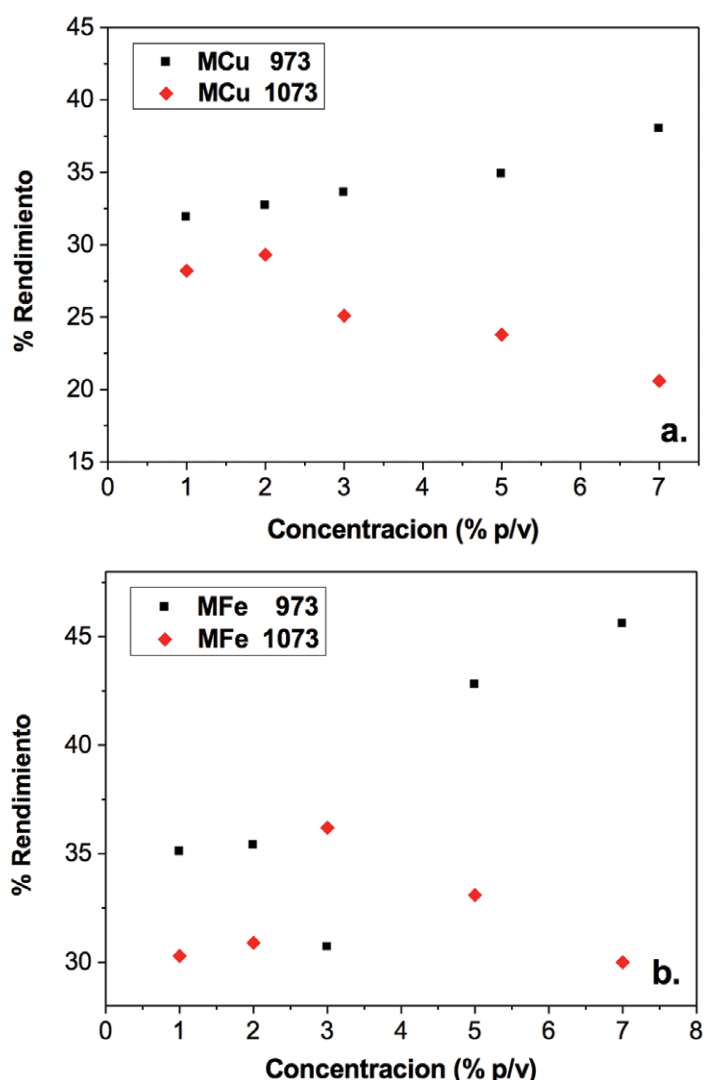 MCu 973
MCu 1073
45
40
35
30
25
20
15
% Rendimiento
a.
0 1 2 3 4 5 6 7
Concentracion (% p/v)
MFe 973
MFe 1073
45
40
35
30
% Rendimiento
b.
0 1 2 3 4 5 6 7 8
Concentracion (% p/v)